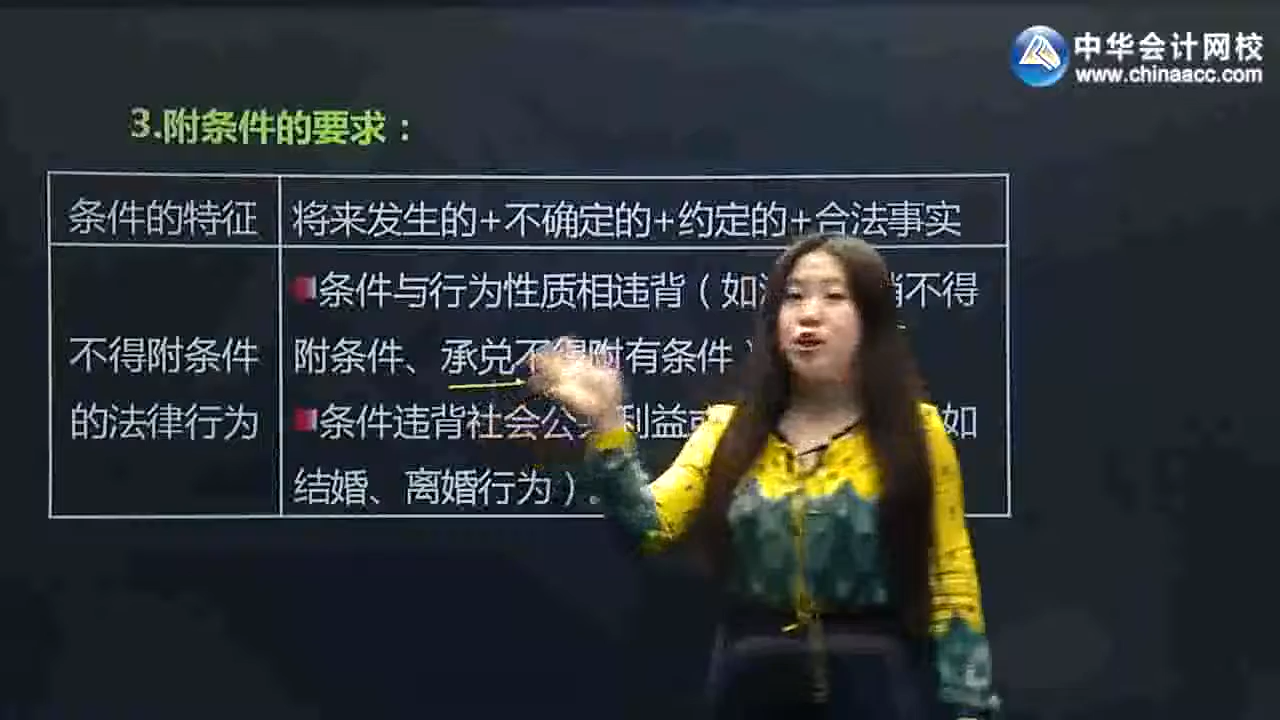 中华会计网校
www.chinaacc.com
3.附条件的要求：
条件的特征
将来发生的+不确定的+约定的+合法事实
不得附条件
的法律行为
条件与行为性质相违背（如 不得
附条件、承兑不得附有条件）
条件违背社会公共利益或 如
结婚、离婚行为）。